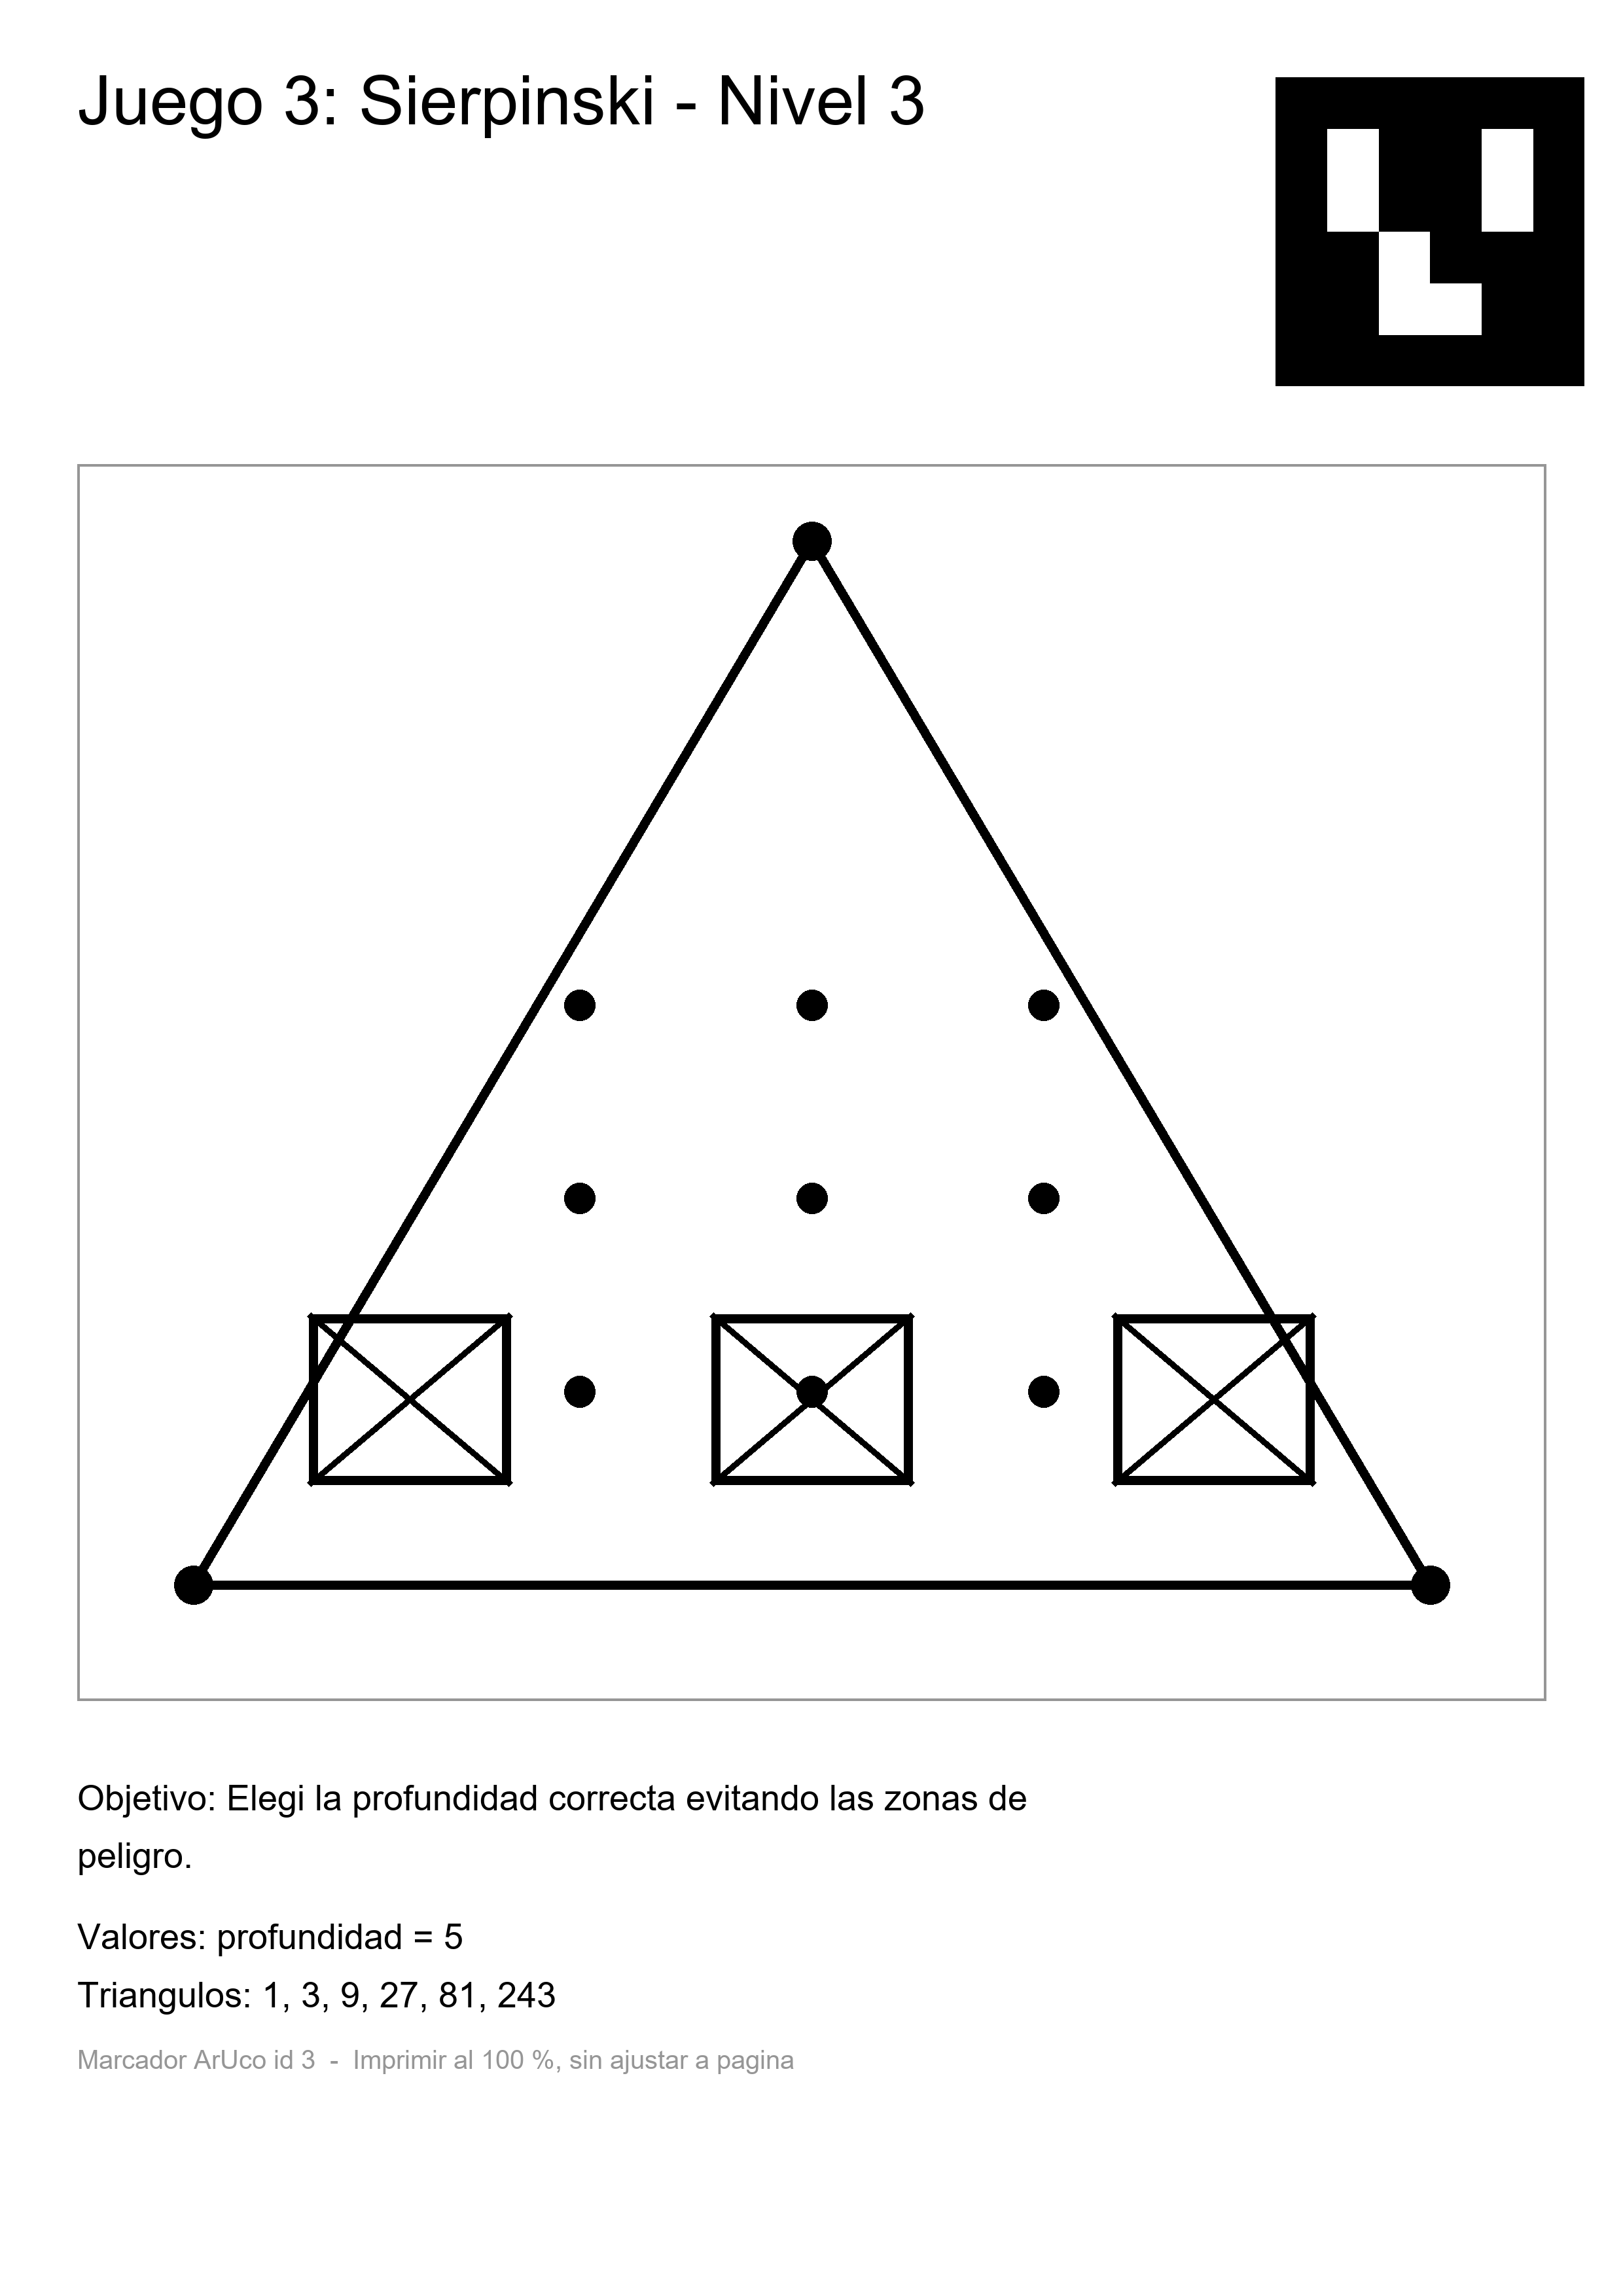 Juego 3: Sierpinski - Nivel 3
Objetivo: Elegi la profundidad correcta evitando las zonas de
peligro.
Valores: profundidad = 5
Triangulos: 1, 3, 9, 27, 81, 243
Marcador ArUco id 3  -  Imprimir al 100 %, sin ajustar a pagina